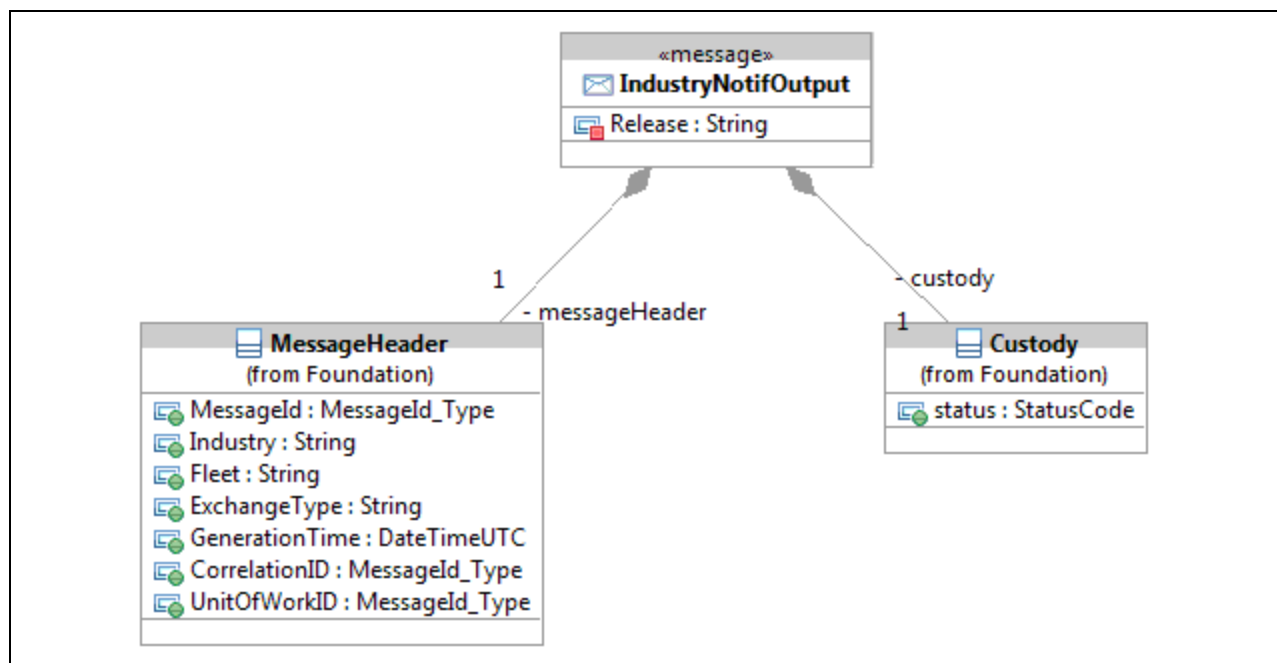 «message»
IndustryNotifOutput
Release : String
- custody
1
- messageHeader
1
MessageHeader
(from Foundation)
MessageId : MessageId_Type
Industry : String
Fleet : String
ExchangeType : String
GenerationTime : DateTimeUTC
CorrelationID : MessageId_Type
UnitOfWorkID : MessageId_Type
Custody
(from Foundation)
status : StatusCode